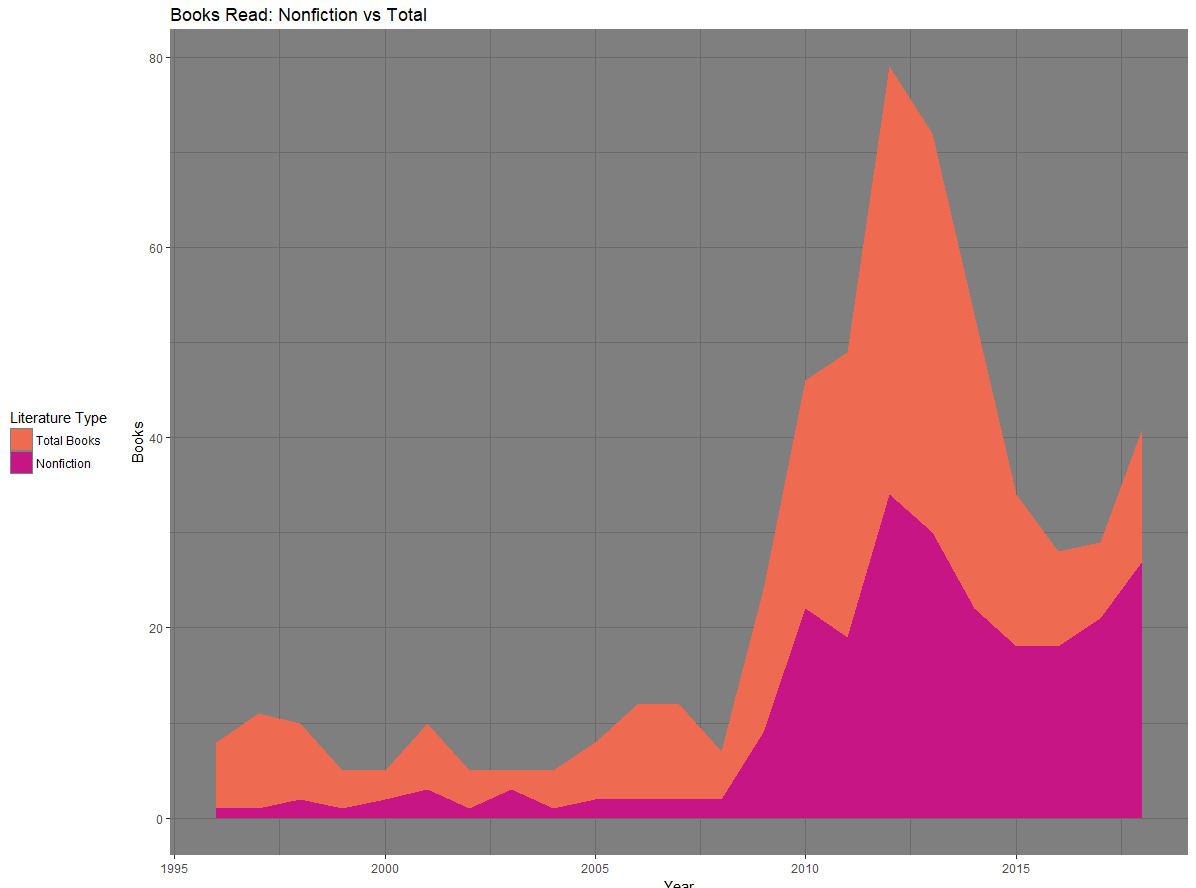 Books Read: Nonfiction vs Total
80
60
40
20
0
Books
Literature Type
Total Books
Nonfiction
1995 2000 2005 2010 2015
Year